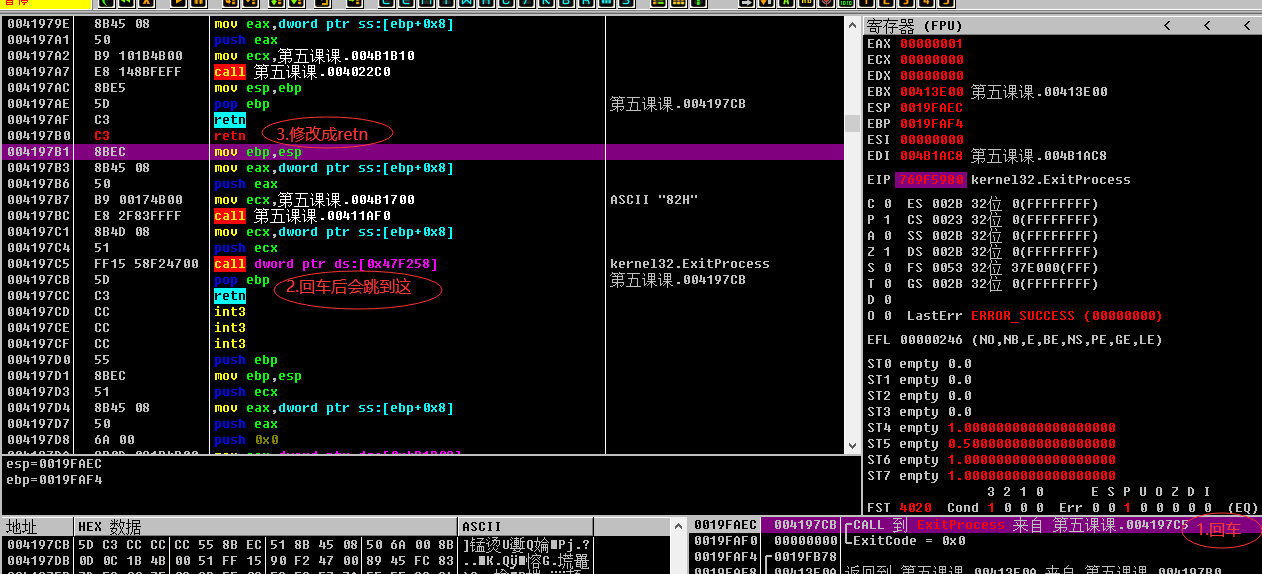 暂停
0041979E 8B45 08 mov eax,dword ptr ss:[ebp+0x8]
004197A1 50 push eax
004197A2 B9 101B4B00 mov ecx,第五课课.004B1B10
004197A7 E8 148BFEFF call 第五课课.004022C0
004197AC 8BE5 mov esp,ebp
004197AE 5D pop ebp 第五课课.004197CB
004197AF C3 retn
004197B0 C3 retn 3.修改成retn
004197B1 8BEC mov ebp,esp
004197B3 8B45 08 mov eax,dword ptr ss:[ebp+0x8]
004197B6 50 push eax
004197B7 B9 00174B00 mov ecx,第五课课.004B1700 ASCII "82H"
004197BC E8 2F83FFFF call 第五课课.00411AF0
004197C1 8B4D 08 mov ecx,dword ptr ss:[ebp+0x8]
004197C4 51 push ecx
004197C5 FF15 58F24700 call dword ptr ds:[0x47F258] kernel32.ExitProcess
004197CB 5D pop ebp 第五课课.004197CB
2.回车后会跳到这
004197CC C3 retn
004197CD CC int3
004197CE CC int3
004197CF CC int3
004197D0 55 push ebp
004197D1 8BEC mov ebp,esp
004197D3 51 push ecx
004197D4 8B45 08 mov eax,dword ptr ss:[ebp+0x8]
004197D7 50 push eax
004197D8 6A 00 push 0x0
esp=0019FAEC
ebp=0019FAF4
寄存器 (FPU) < < <
EAX 00000001
ECX 00000000
EDX 00000000
EBX 00413E00 第五课课.00413E00
ESP 0019FAEC
EBP 0019FAF4
ESI 00000000
EDI 004B1AC8 第五课课.004B1AC8
EIP 769F5980 kernel32.ExitProcess
C 0 ES 002B 32位 0(FFFFFFFF)
P 1 CS 0023 32位 0(FFFFFFFF)
A 0 SS 002B 32位 0(FFFFFFFF)
Z 1 DS 002B 32位 0(FFFFFFFF)
S 0 FS 0053 32位 37E000(FFF)
T 0 GS 002B 32位 0(FFFFFFFF)
D 0
O 0 LastErr ERROR_SUCCESS (00000000)
EFL 00000246 (NO,NB,E,BE,NS,PE,GE,LE)
ST0 empty 0.0
ST1 empty 0.0
ST2 empty 0.0
ST3 empty 0.0
ST4 empty 1.0000000000000000000
ST5 empty 0.5000000000000000000
ST6 empty 1.0000000000000000000
ST7 empty 1.0000000000000000000
3 2 1 0 E S P U O Z D I
FST 4020 Cond 1 0 0 0 Err 0 0 1 0 0 0 0 0 (EQ)
地址 HEX 数据 ASCII
004197CB 5D C3 CC CC CC 55 8B EC 51 8B 45 08 50 6A 00 8B
004197DB 0D 0C 1B 4B 00 51 FF 15 90 F2 47 00 89 45 FC 83
0019FAEC 004197CB CALL 到 ExitProcess 来自 第五课课.004197C5
1.回车
0019FAF0 00000000 ExitCode = 0x0
0019FAF4 0019FB78
0019FAF8 00413E0A 返回到 第五课课.00413E0A 来自 第五课课.004197B0